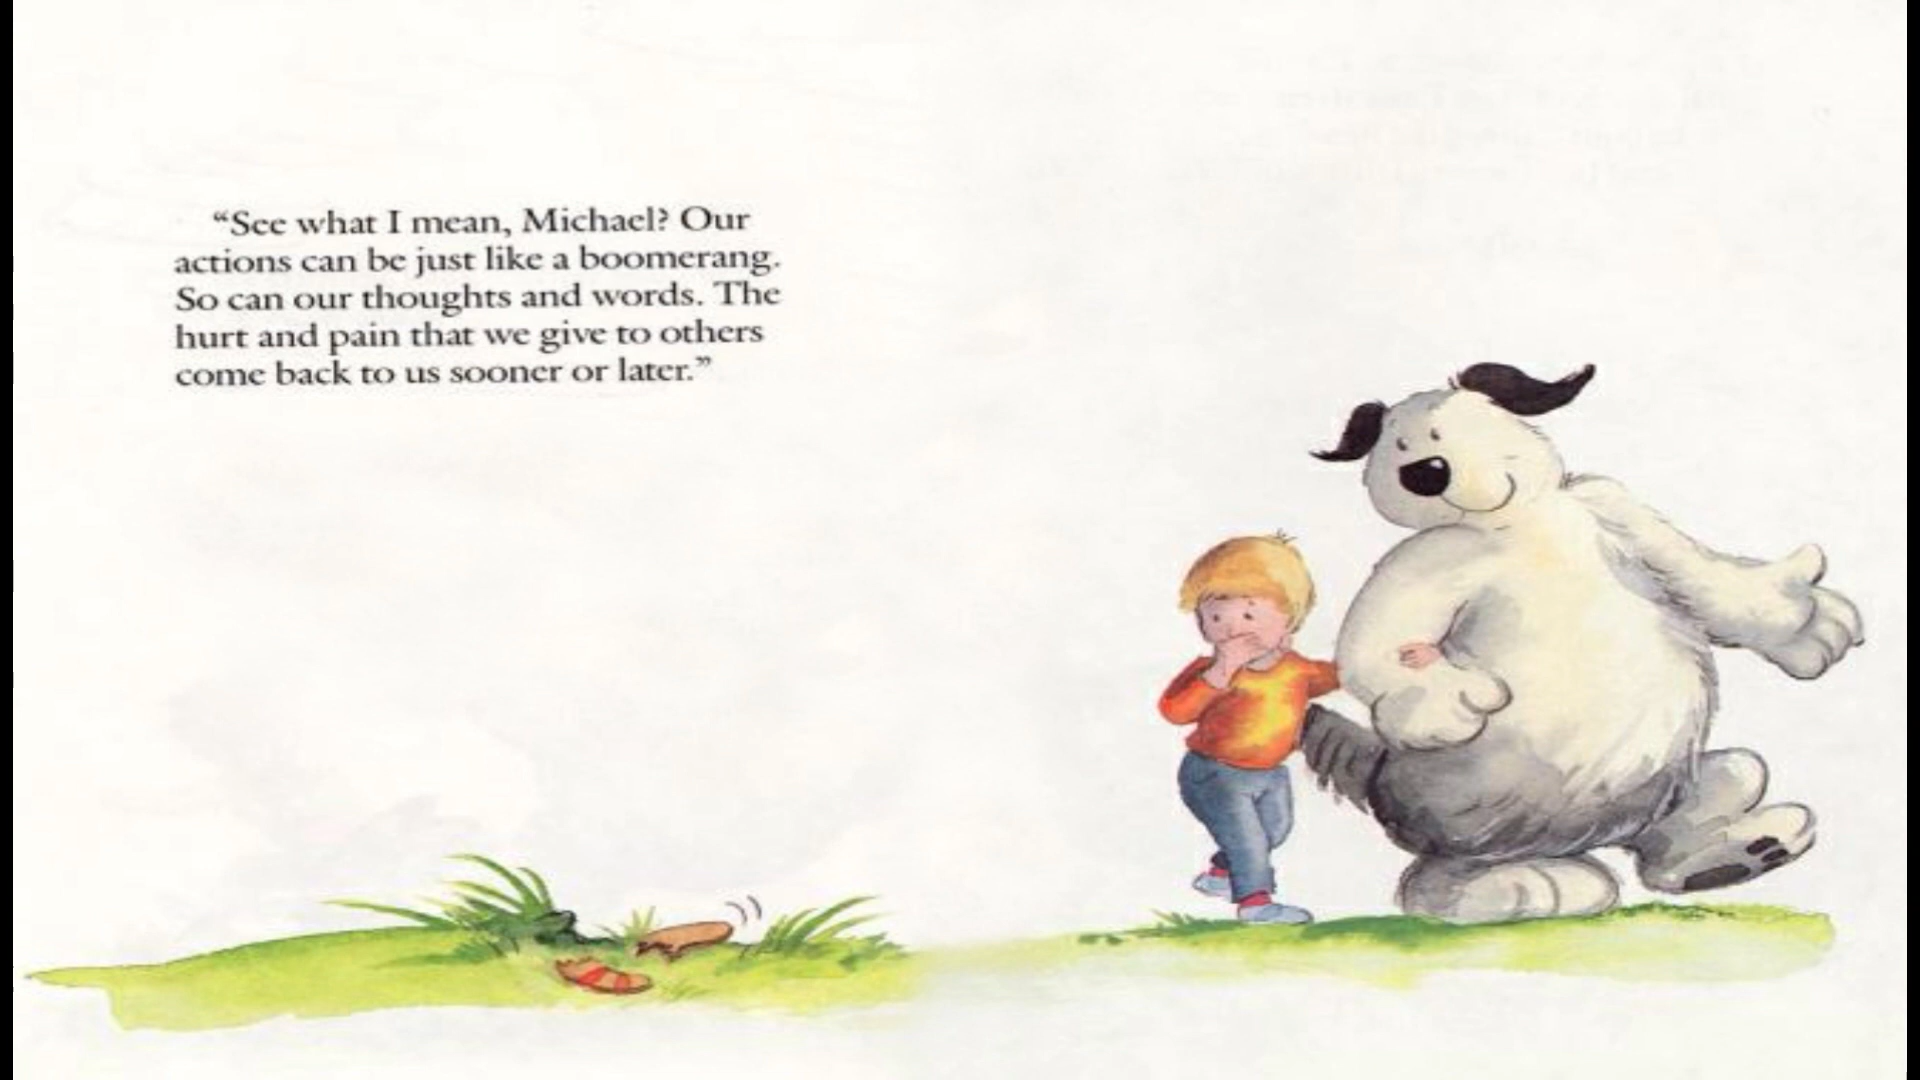 “See what I mean, Michael? Our
actions can be just like a boomerang.
So can our thoughts and words. The
hurt and pain that we give to others
come back to us sooner or later.”